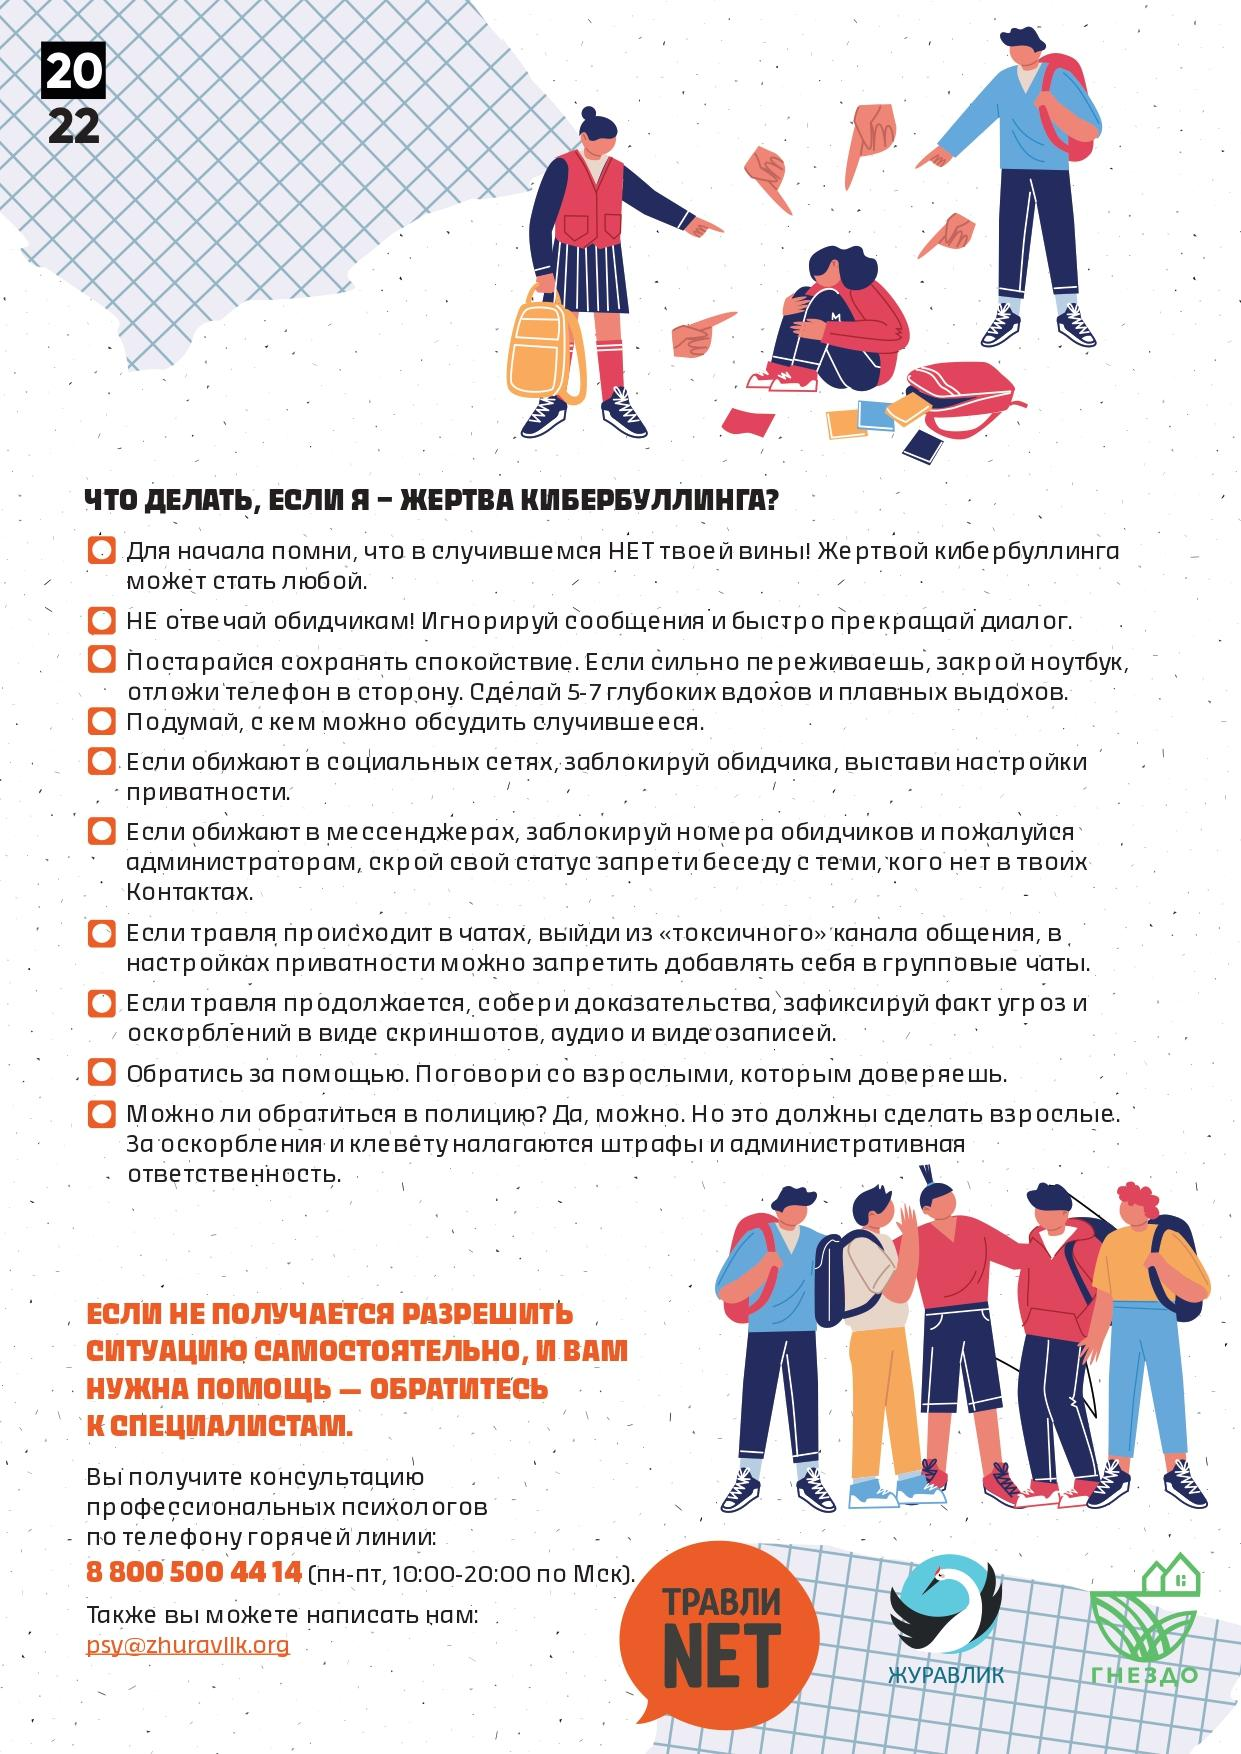 20
22
ЧТО ДЕЛАТЬ, ЕСЛИ Я – ЖЕРТВА КИБЕРБУЛЛИНГА?
Для начала помни, что в случившемся НЕТ твоей вины! Жертвой кибербуллинга
может стать любой.
НЕ отвечай обидчикам! Игнорируй сообщения и быстро прекращай диалог.
Постарайся сохранять спокойствие. Если сильно переживаешь, закрой ноутбук,
отложи телефон в сторону. Сделай 5-7 глубоких вдохов и плавных выдохов.
Подумай, с кем можно обсудить случившееся.
Если обижают в социальных сетях, заблокируй обидчика, выстави настройки
приватности.
Если обижают в мессенджерах, заблокируй номера обидчиков и пожалуйся
администраторам, скрой свой статус запрети беседу с теми, кого нет в твоих
Контактах.
Если травля происходит в чатах, выйди из «токсичного» канала общения, в
настройках приватности можно запретить добавлять себя в групповые чаты.
Если травля продолжается, собери доказательства, зафиксируй факт угроз и
оскорблений в виде скриншотов, аудио и видеозаписей.
Обратись за помощью. Поговори со взрослыми, которым доверяешь.
Можно ли обратиться в полицию? Да, можно. Но это должны сделать взрослые.
За оскорбления и клевету налагаются штрафы и административная
ответственность.
ЕСЛИ НЕ ПОЛУЧАЕТСЯ РАЗРЕШИТЬ
СИТУАЦИЮ САМОСТОЯТЕЛЬНО, И ВАМ
НУЖНА ПОМОЩЬ — ОБРАТИТЕСЬ
К СПЕЦИАЛИСТАМ.
Вы получите консультацию
профессиональных психологов
по телефону горячей линии:
8 800 500 44 14 (пн-пт, 10:00-20:00 по Мск).
Также вы можете написать нам:
psy@zhuravlik.org
ТРАВЛИ
NET
ЖУРАВЛИК
ГНЕЗДО